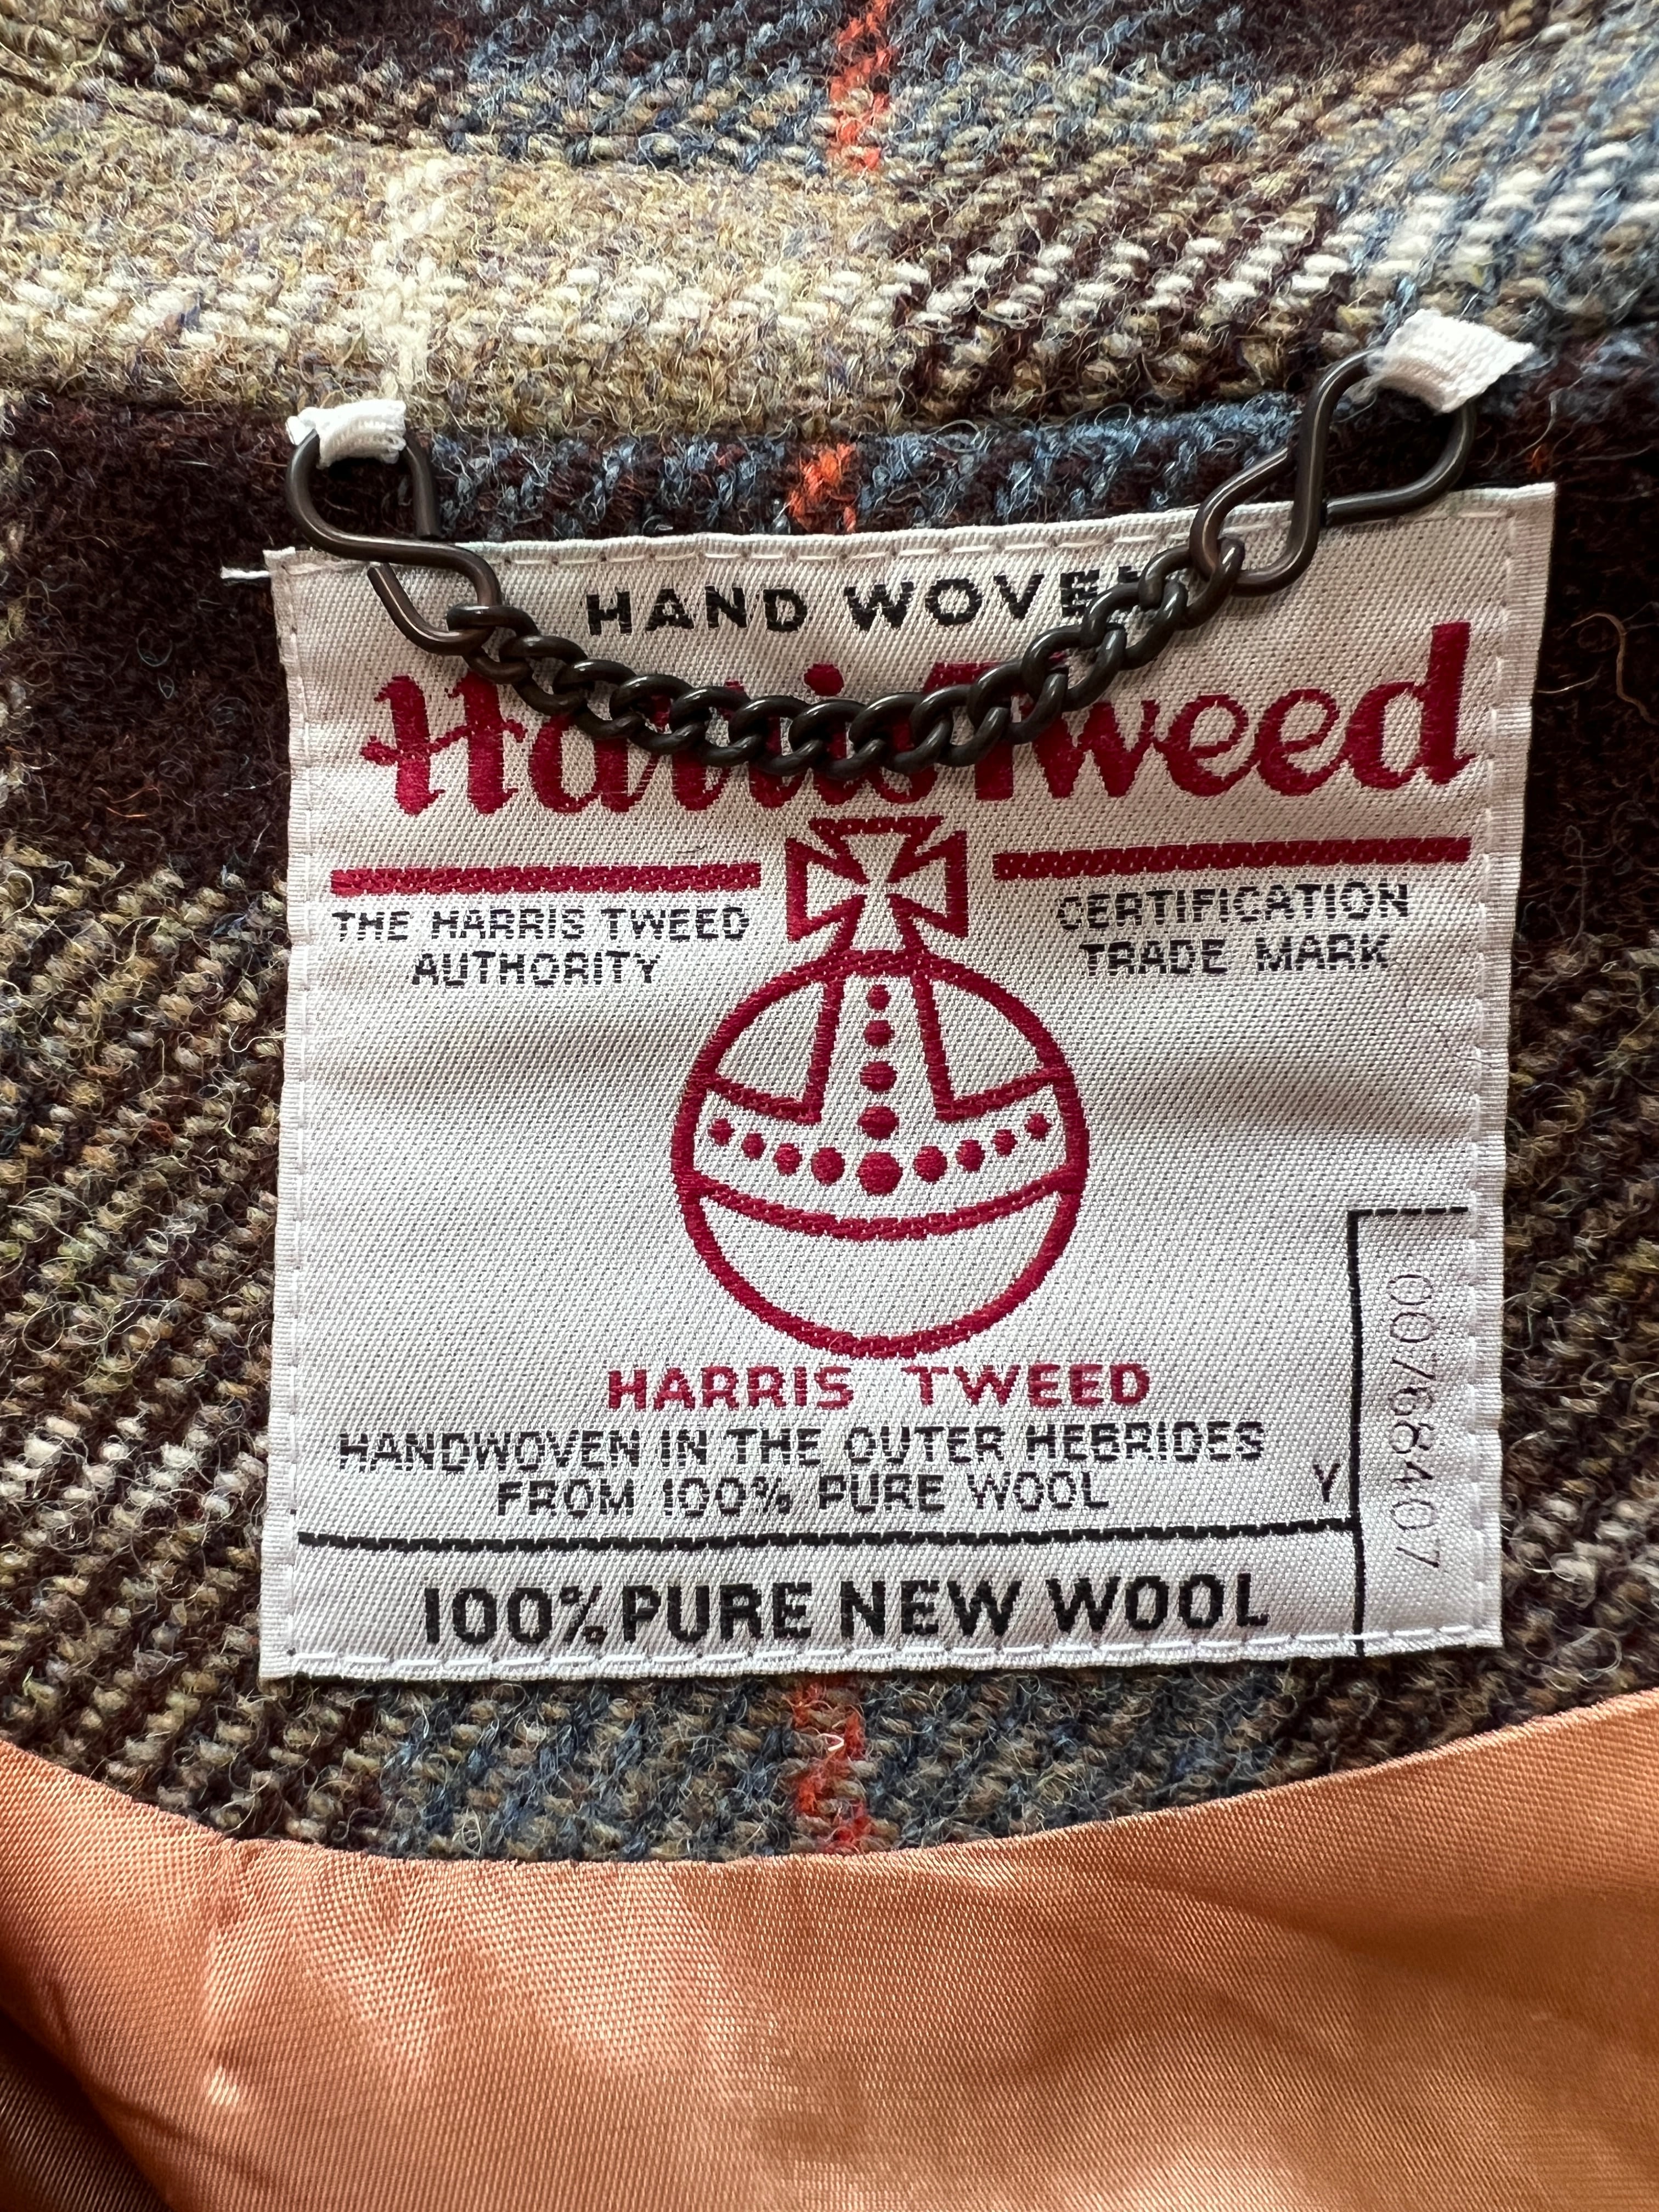 HAND WOVEN
Harris Tweed
THE HARRIS TWEED
AUTHORITY
CERTIFICATION
TRADE MARK
HARRIS TWEED
HANDWOVEN IN THE OUTER HEBRIDES
FROM 100% PURE WOOL
Y
00768407
100% PURE NEW WOOL